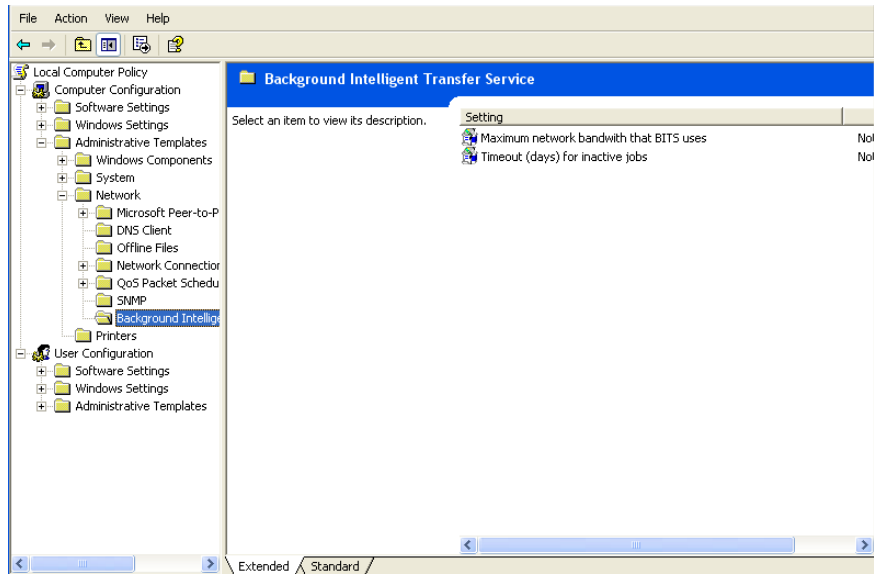 File Action View Help
Local Computer Policy
Computer Configuration
Software Settings
Windows Settings
Administrative Templates
Windows Components
System
Network
Microsoft Peer-to-P
DNS Client
Offline Files
Network Connection
QoS Packet Schedu
SNMP
Background Intellige
Printers
User Configuration
Software Settings
Windows Settings
Administrative Templates
Background Intelligent Transfer Service
Select an item to view its description.
Setting
Maximum network bandwith that BITS uses No
Timeout (days) for inactive jobs No
Extended Standard